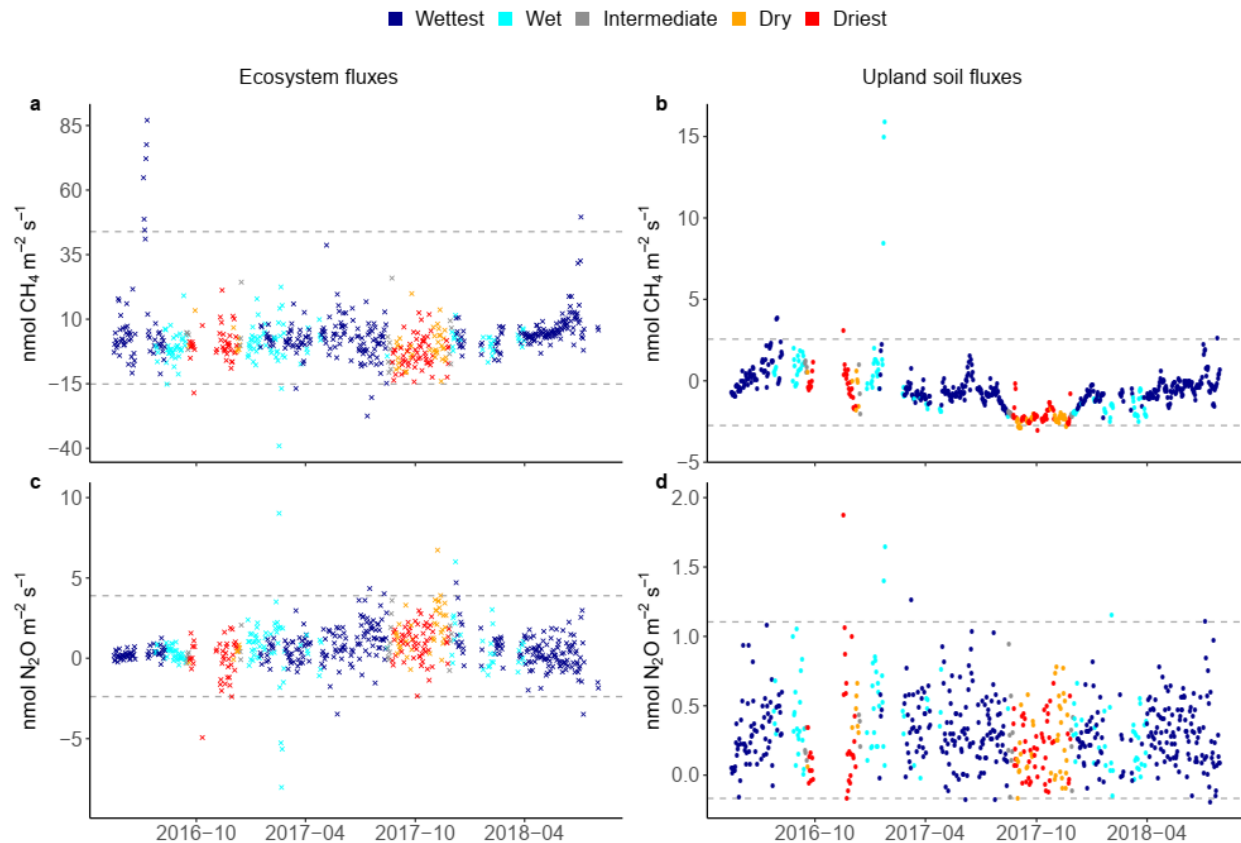 Wettest Wet Intermediate Dry Driest
Ecosystem fluxes
Upland soil fluxes
a
nmol CH₄ m⁻² s⁻¹
85
60
35
10
−15
−40
b
nmol CH₄ m⁻² s⁻¹
15
10
5
0
−5
c
nmol N₂O m⁻² s⁻¹
10
5
0
−5
2016−10 2017−04 2017−10 2018−04
d
nmol N₂O m⁻² s⁻¹
2.0
1.5
1.0
0.5
0.0
2016−10 2017−04 2017−10 2018−04